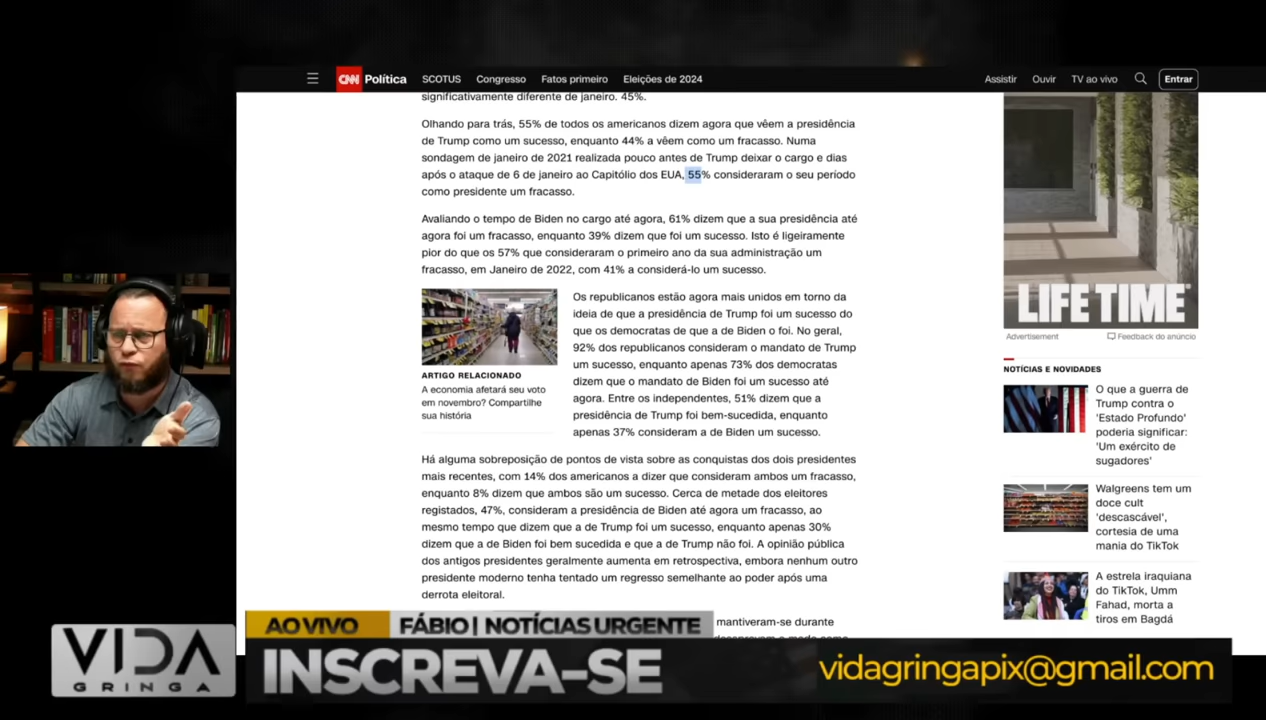 CNN Política SCOTUS Congresso Fatos primeiro Eleições de 2024 Assistir Ouvir TV ao vivo Entrar
significativamente diferente de janeiro. 45%.
Olhando para trás, 55% de todos os americanos dizem agora que vêem a presidência
de Trump como um sucesso, enquanto 44% a vêem como um fracasso. Numa
sondagem de janeiro de 2021 realizada pouco antes de Trump deixar o cargo e dias
após o ataque de 6 de janeiro ao Capitólio dos EUA, 55% consideraram o seu período
como presidente um fracasso.
Avaliando o tempo de Biden no cargo até agora, 61% dizem que a sua presidência até
agora foi um fracasso, enquanto 39% dizem que foi um sucesso. Isto é ligeiramente
pior do que os 57% que consideraram o primeiro ano da sua administração um
fracasso, em Janeiro de 2022, com 41% a considerá-lo um sucesso.
ARTIGO RELACIONADO
A economia afetará seu voto
em novembro? Compartilhe
sua história
Os republicanos estão agora mais unidos em torno da
ideia de que a presidência de Trump foi um sucesso do
que os democratas de que a de Biden o foi. No geral,
92% dos republicanos consideram o mandato de Trump
um sucesso, enquanto apenas 73% dos democratas
dizem que o mandato de Biden foi um sucesso até
agora. Entre os independentes, 51% dizem que a
presidência de Trump foi bem-sucedida, enquanto
apenas 37% consideram a de Biden um sucesso.
Há alguma sobreposição de pontos de vista sobre as conquistas dos dois presidentes
mais recentes, com 14% dos americanos a dizer que consideram ambos um fracasso,
enquanto 8% dizem que ambos são um sucesso. Cerca de metade dos eleitores
registados, 47%, consideram a presidência de Biden até agora um fracasso, ao
mesmo tempo que dizem que a de Trump foi um sucesso, enquanto apenas 30%
dizem que a de Biden foi bem sucedida e que a de Trump não foi. A opinião pública
dos antigos presidentes geralmente aumenta em retrospectiva, embora nenhum outro
presidente moderno tenha tentado um regresso semelhante ao poder após uma
derrota eleitoral.
mantiveram-se durante
LIFE TIME
Advertisement Feedback do anúncio
NOTÍCIAS E NOVIDADES
O que a guerra de
Trump contra o
'Estado Profundo'
poderia significar:
'Um exército de
sugadores'
Walgreens tem um
doce cult
'descascável',
cortesia de uma
mania do TikTok
A estrela iraquiana
do TikTok, Umm
Fahad, morta a
tiros em Bagdá
AO VIVO FÁBIO | NOTÍCIAS URGENTE
VIDA
GRINGA
INSCREVA-SE
vidagringapix@gmail.com